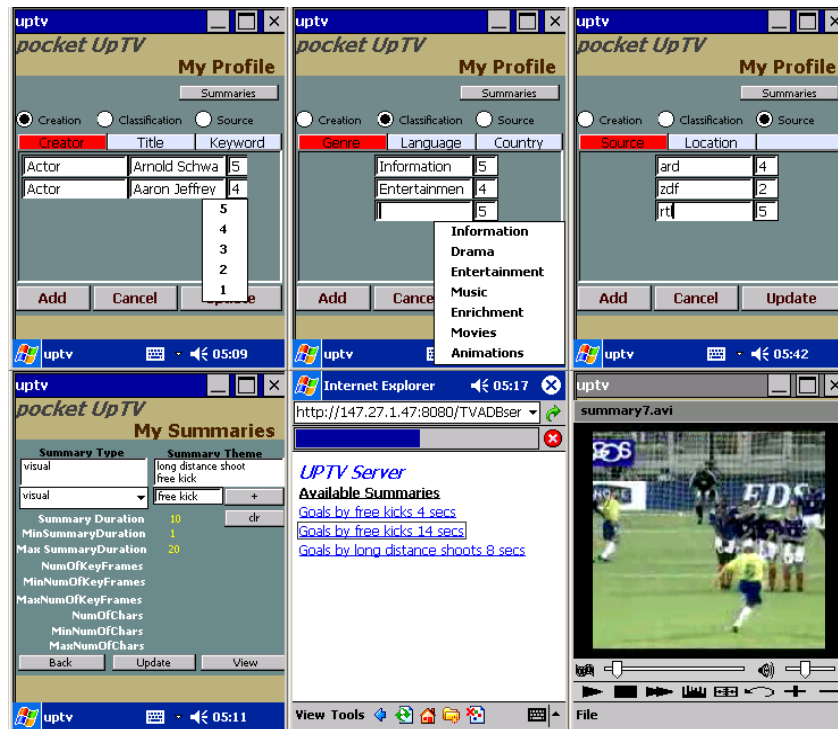 uptv
pocket UpTV
My Profile
Summaries
Creation Classification Source
Creator Title Keyword
Actor Arnold Schwa 5
Actor Aaron Jeffrey 4
5
4
3
2
1
Add Cancel
uptv 05:09
uptv
pocket UpTV
My Profile
Summaries
Creation Classification Source
Genre Language Country
Information 5
Entertainmen 4
5
Information
Drama
Entertainment
Music
Enrichment
Movies
Animations
Add Cance
uptv
uptv
pocket UpTV
My Profile
Summaries
Creation Classification Source
Source Location
ard 4
zdf 2
rtl 5
Add Cancel Update
uptv 05:42
uptv
pocket UpTV
My Summaries
Summary Type Summary Theme
visual long distance shoot
free kick
visual free kick +
Summary Duration 10 clr
MinSummaryDuration 1
Max SummaryDuration 20
NumOfKeyFrames
MinNumOfKeyFrames
MaxNumOfKeyFrames
NumOfChars
MinNumOfChars
MaxNumOfChars
Back Update View
uptv 05:11
Internet Explorer 05:17
http://147.27.1.47:8080/TVADBser
UPTV Server
Available Summaries
Goals by free kicks 4 secs
Goals by free kicks 14 secs
Goals by long distance shoots 8 secs
View Tools
uptv
summary7.avi
EDS
File